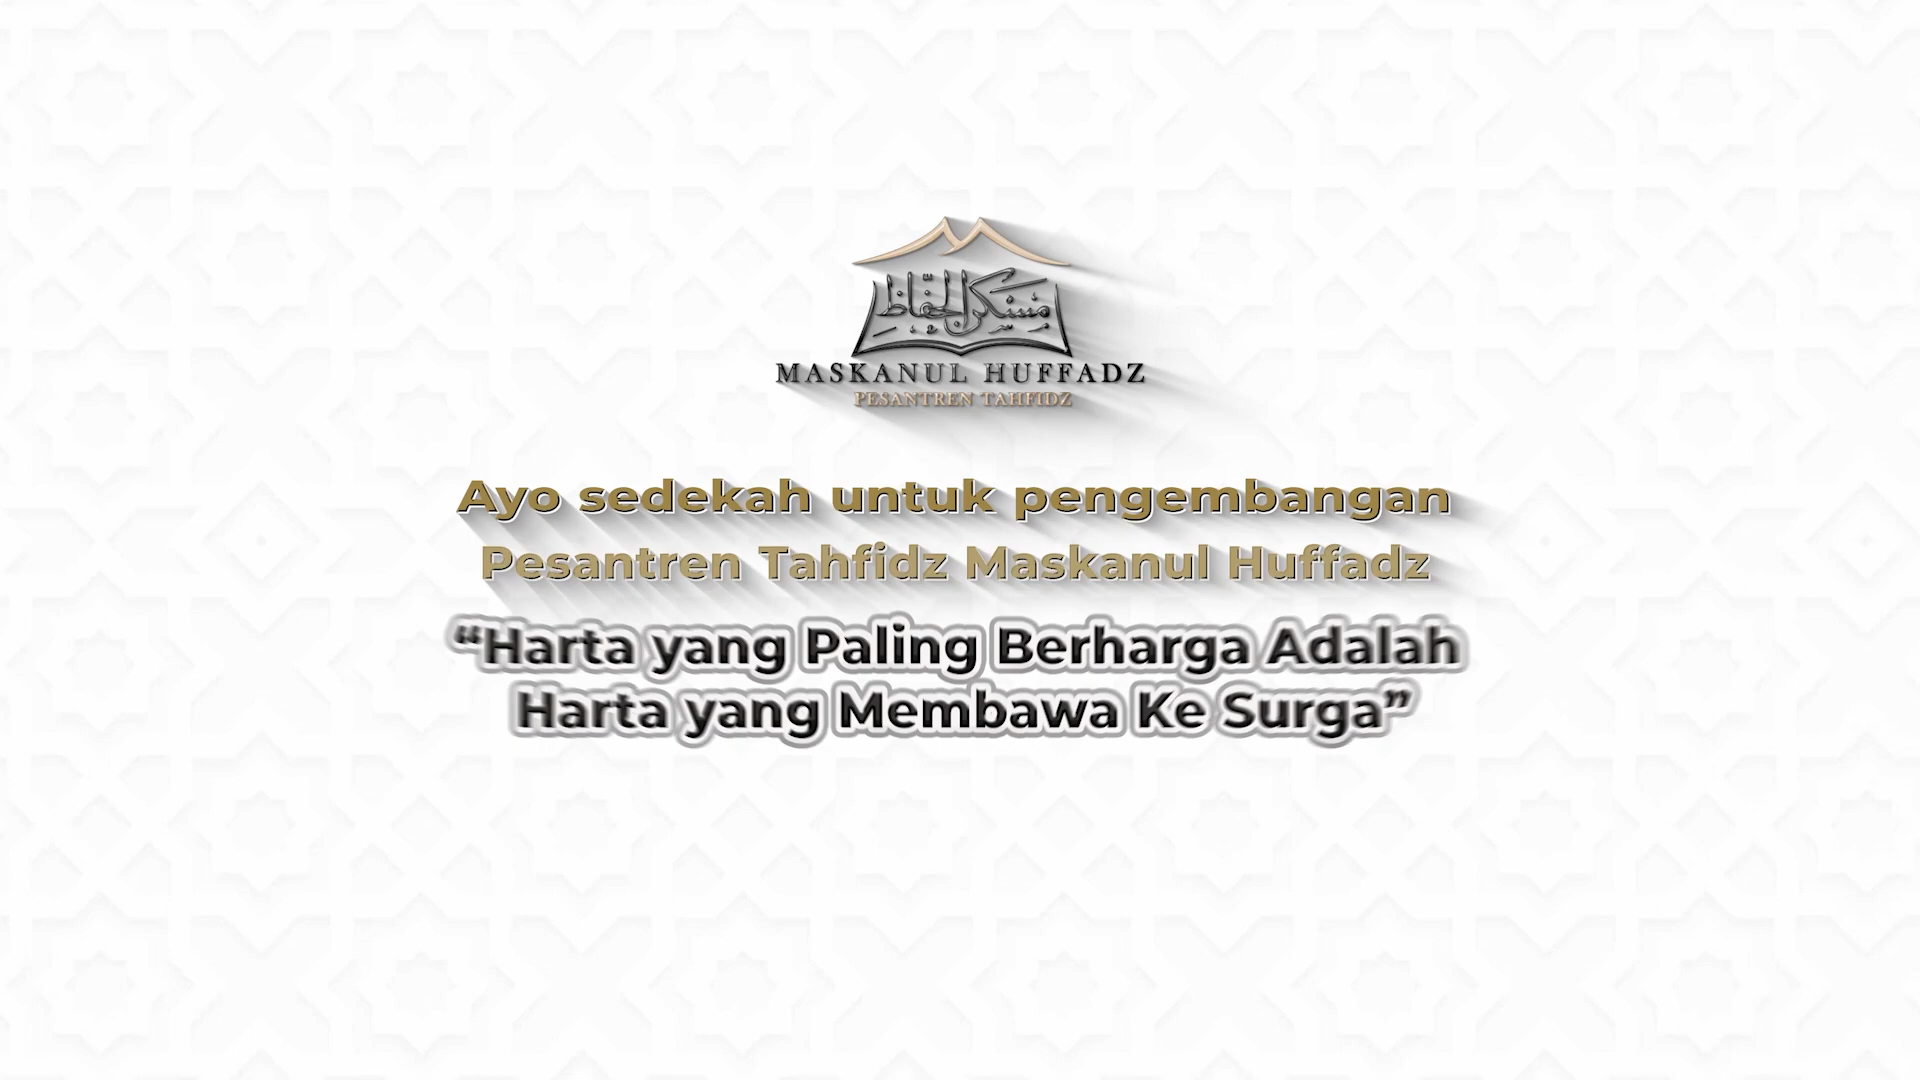 مسكن الحفاظ
MASKANUL HUFFADZ
PESANTREN TAHFIDZ
Ayo sedekah untuk pengembangan
Pesantren Tahfidz Maskanul Huffadz
“Harta yang Paling Berharga Adalah
Harta yang Membawa Ke Surga”